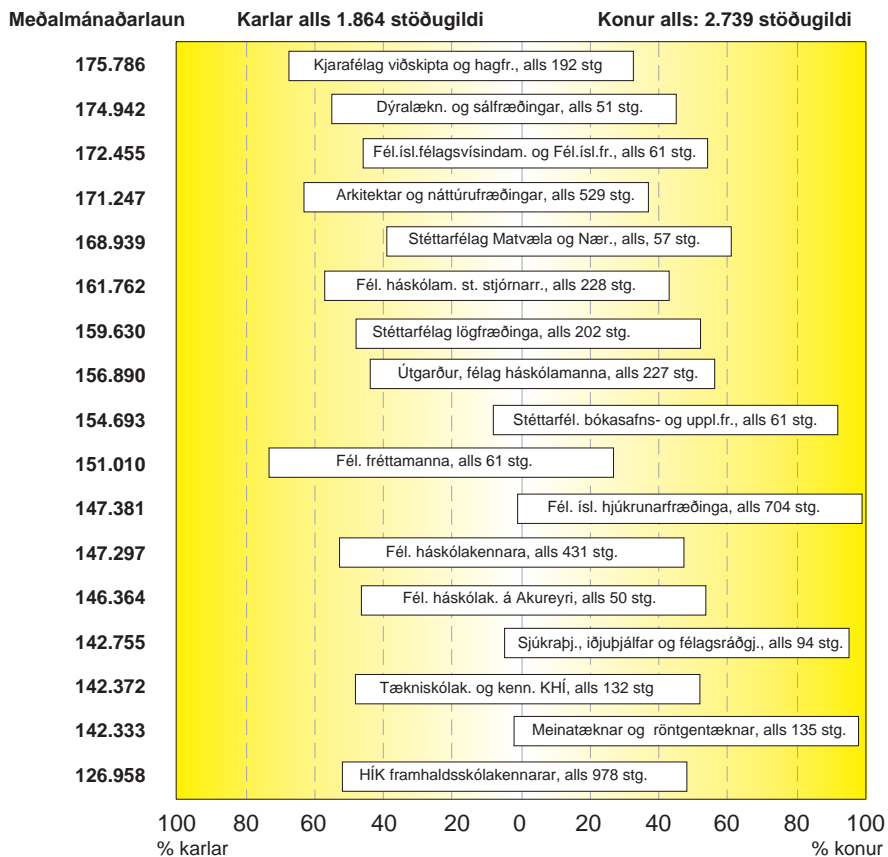 Meðalmánaðarlaun Karlar alls 1.864 stöðugildi Konur alls: 2.739 stöðugildi
175.786 Kjarafélag viðskipta og hagfr., alls 192 stg
174.942 Dýralækn. og sálfræðingar, alls 51 stg.
172.455 Fél.ísl.félagsvísindam. og Fél.ísl.fr., alls 61 stg.
171.247 Arkitektar og náttúrufræðingar, alls 529 stg.
168.939 Stéttarfélag Matvæla og Nær., alls, 57 stg.
161.762 Fél. háskólam. st. stjórnarr., alls 228 stg.
159.630 Stéttarfélag lögfræðinga, alls 202 stg.
156.890 Útgarður, félag háskólamanna, alls 227 stg.
154.693 Stéttarfél. bókasafns- og uppl.fr., alls 61 stg.
151.010 Fél. fréttamanna, alls 61 stg.
147.381 Fél. ísl. hjúkrunarfræðinga, alls 704 stg.
147.297 Fél. háskólakennara, alls 431 stg.
146.364 Fél. háskólak. á Akureyri, alls 50 stg.
142.755 Sjúkraþj., iðjuþjálfar og félagsráðgj., alls 94 stg.
142.372 Tækniskólak. og kenn. KHÍ, alls 132 stg
142.333 Meinatæknar og röntgentæknar, alls 135 stg.
126.958 HÍK framhaldsskólakennarar, alls 978 stg.
100 80 60 40 20 0 20 40 60 80 100
% karlar % konur